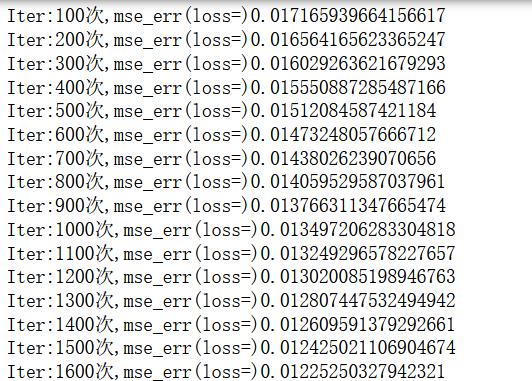 Iter:100次,mse_err(loss=)0.017165939664156617
Iter:200次,mse_err(loss=)0.016564165623365247
Iter:300次,mse_err(loss=)0.016029263621679293
Iter:400次,mse_err(loss=)0.015550887285487166
Iter:500次,mse_err(loss=)0.01512084587421184
Iter:600次,mse_err(loss=)0.01473248057666712
Iter:700次,mse_err(loss=)0.01438026239070656
Iter:800次,mse_err(loss=)0.014059529587037961
Iter:900次,mse_err(loss=)0.013766311347665474
Iter:1000次,mse_err(loss=)0.013497206283304818
Iter:1100次,mse_err(loss=)0.013249296578227657
Iter:1200次,mse_err(loss=)0.013020085198946763
Iter:1300次,mse_err(loss=)0.012807447532494942
Iter:1400次,mse_err(loss=)0.012609591379292661
Iter:1500次,mse_err(loss=)0.012425021106904674
Iter:1600次,mse_err(loss=)0.01225250327942321